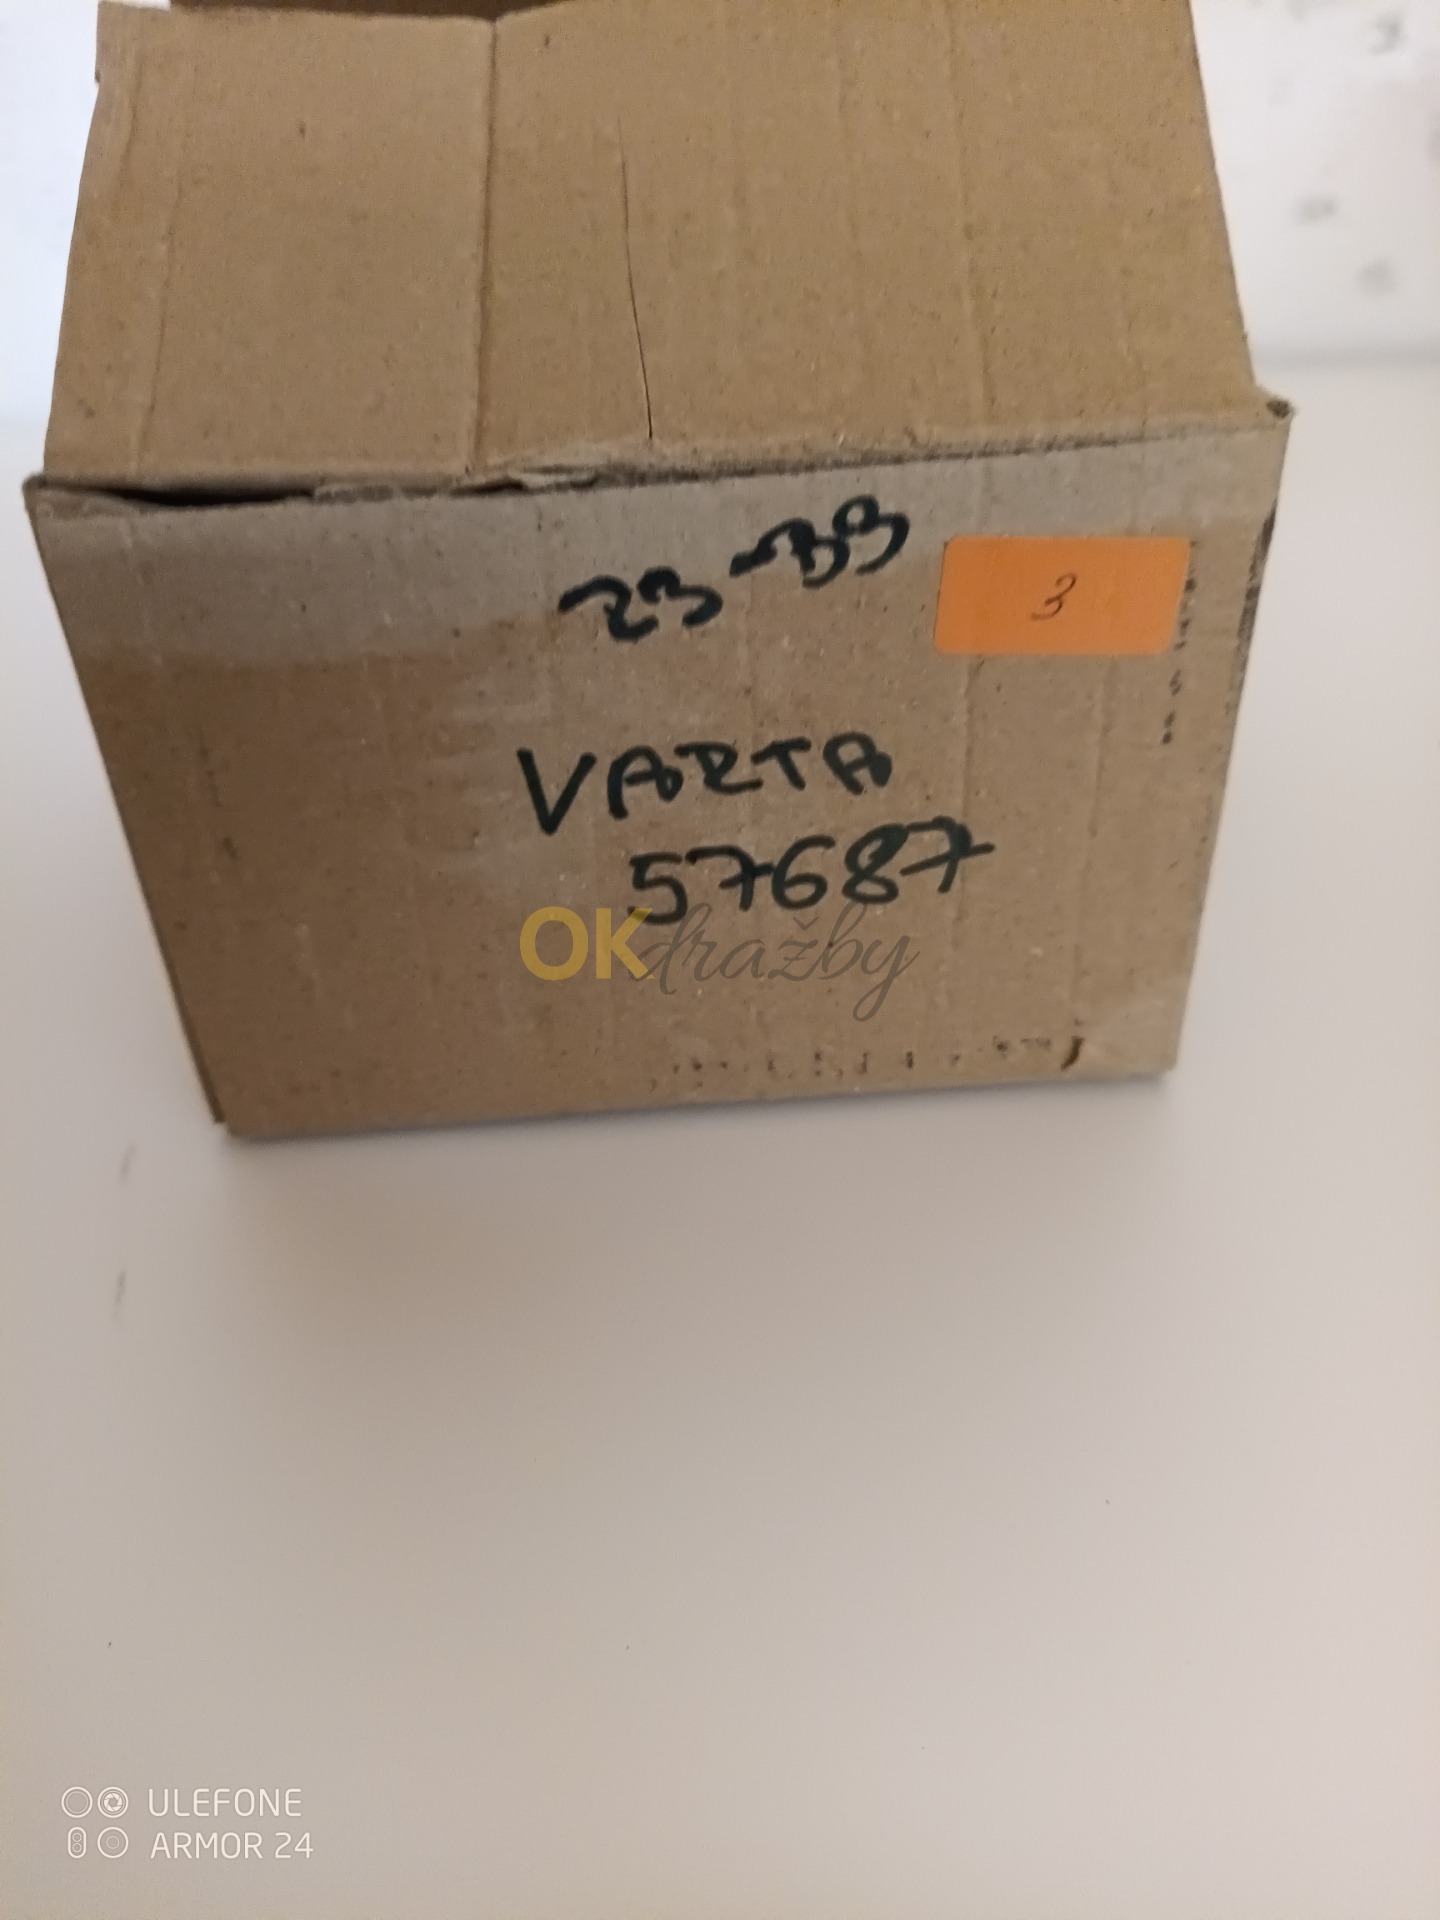 23-33
3
VARTA
57687
OKdražby
ULEFONE
ARMOR 24